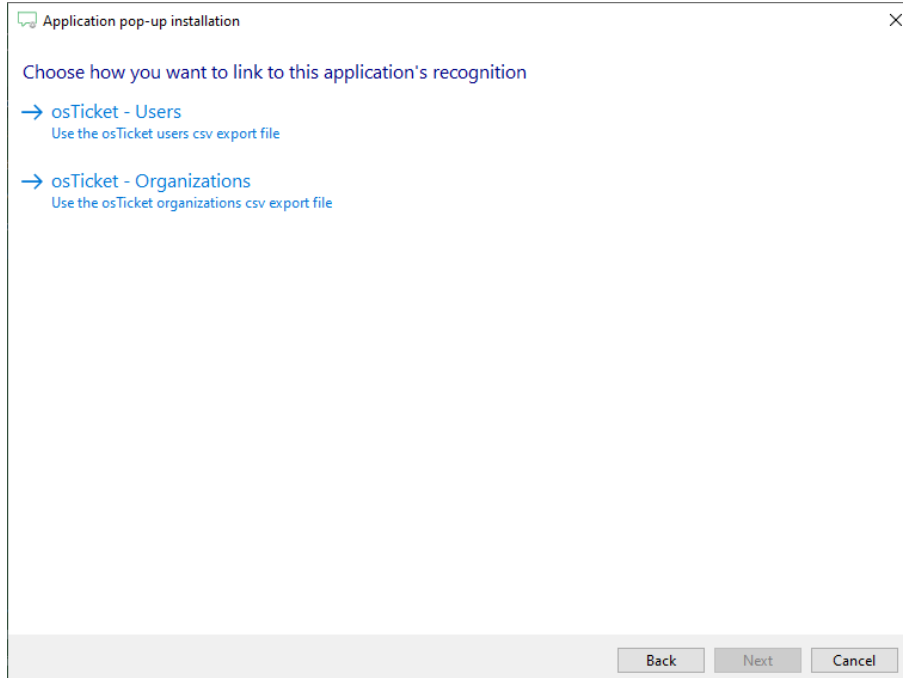 Application pop-up installation
Choose how you want to link to this application's recognition
osTicket - Users
Use the osTicket users csv export file
osTicket - Organizations
Use the osTicket organizations csv export file
Back Next Cancel